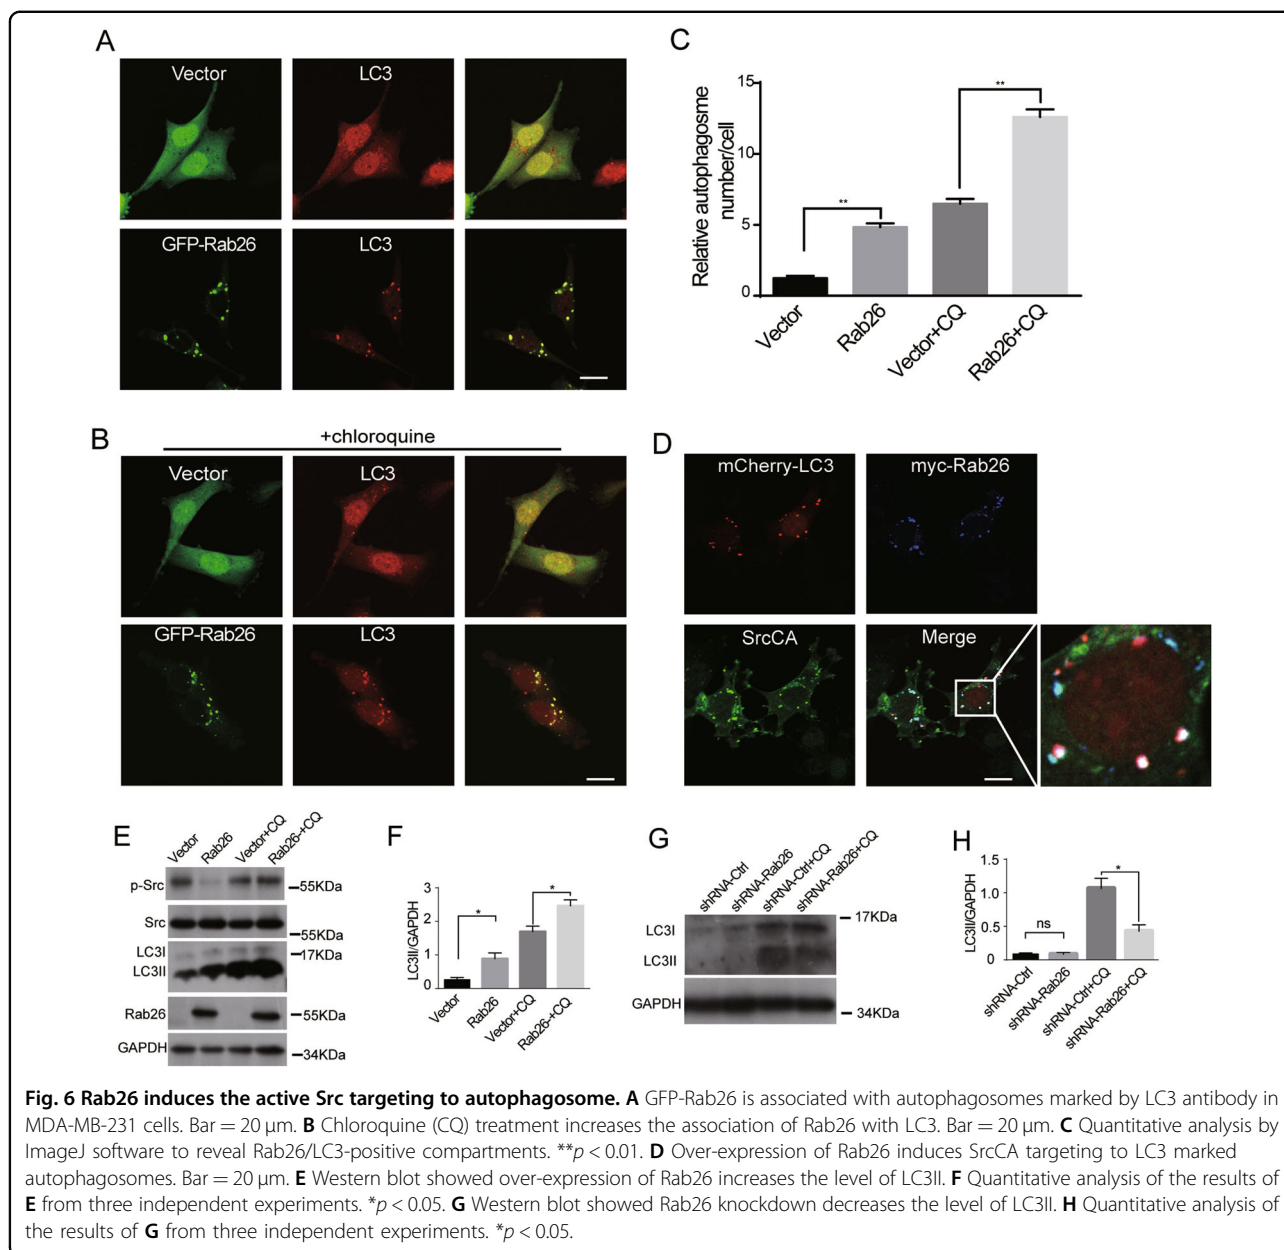 A
Vector
LC3
GFP-Rab26
LC3
C
Relative autophagosme
number/cell
15
10
5
0
**
**
Vector
Rab26
Vector+CQ
Rab26+CQ
B
+chloroquine
Vector
LC3
GFP-Rab26
LC3
D
mCherry-LC3
myc-Rab26
SrcCA
Merge
E
Vector
Rab26
Vector+CQ
Rab26-+CQ
p-Src
55KDa
Src
55KDa
LC3I
17KDa
LC3II
Rab26
55KDa
GAPDH
34KDa
F
LC3II/GAPDH
3
2
1
0
*
*
Vector
Rab26
Vector+CQ
Rab26-+CQ
G
shRNA-Ctrl
shRNA-Rab26
shRNA-Ctrl+CQ
shRNA-Rab26+CQ
17KDa
LC3I
LC3II
GAPDH
34KDa
H
LC3II/GAPDH
1.5
1.0
0.5
0
ns
*
shRNA-Ctrl
shRNA-Rab26
shRNA-Ctrl+CQ
shRNA-Rab26+CQ
Fig. 6 Rab26 induces the active Src targeting to autophagosome. A GFP-Rab26 is associated with autophagosomes marked by LC3 antibody in
MDA-MB-231 cells. Bar = 20 μm. B Chloroquine (CQ) treatment increases the association of Rab26 with LC3. Bar = 20 μm. C Quantitative analysis by
ImageJ software to reveal Rab26/LC3-positive compartments. **p < 0.01. D Over-expression of Rab26 induces SrcCA targeting to LC3 marked
autophagosomes. Bar = 20 μm. E Western blot showed over-expression of Rab26 increases the level of LC3II. F Quantitative analysis of the results of
E from three independent experiments. *p < 0.05. G Western blot showed Rab26 knockdown decreases the level of LC3II. H Quantitative analysis of
the results of G from three independent experiments. *p < 0.05.